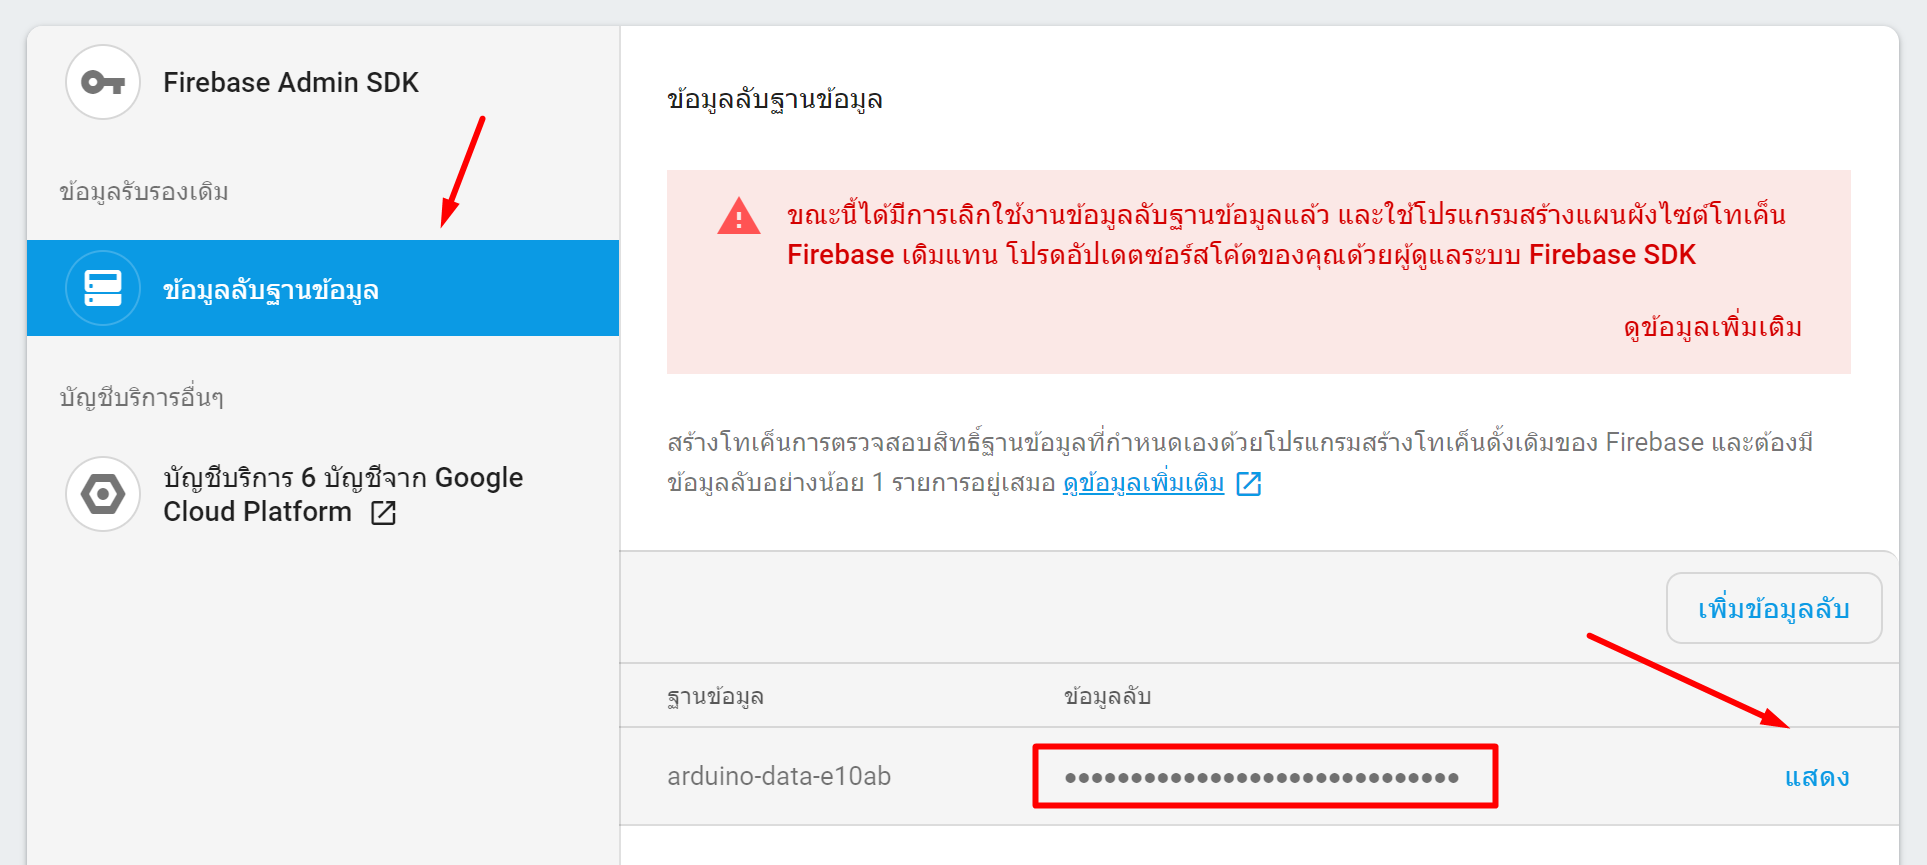 Firebase Admin SDK
ข้อมูลรับรองเดิม
ข้อมูลลับฐานข้อมูล
บัญชีบริการอื่นๆ
บัญชีบริการ 6 บัญชีจาก Google
Cloud Platform
ข้อมูลลับฐานข้อมูล
ขณะนี้ได้มีการเลิกใช้งานข้อมูลลับฐานข้อมูลแล้ว และใช้โปรแกรมสร้างแผนผังไซต์โทเค็น
Firebase เดิมแทน โปรดอัปเดตซอร์สโค้ดของคุณด้วยผู้ดูแลระบบ Firebase SDK
ดูข้อมูลเพิ่มเติม
สร้างโทเค็นการตรวจสอบสิทธิ์ฐานข้อมูลที่กำหนดเองด้วยโปรแกรมสร้างโทเค็นดั้งเดิมของ Firebase และต้องมี
ข้อมูลลับอย่างน้อย 1 รายการอยู่เสมอ ดูข้อมูลเพิ่มเติม
เพิ่มข้อมูลลับ
ฐานข้อมูล ข้อมูลลับ
arduino-data-e10ab •••••••••••••••••••••••••••••• แสดง